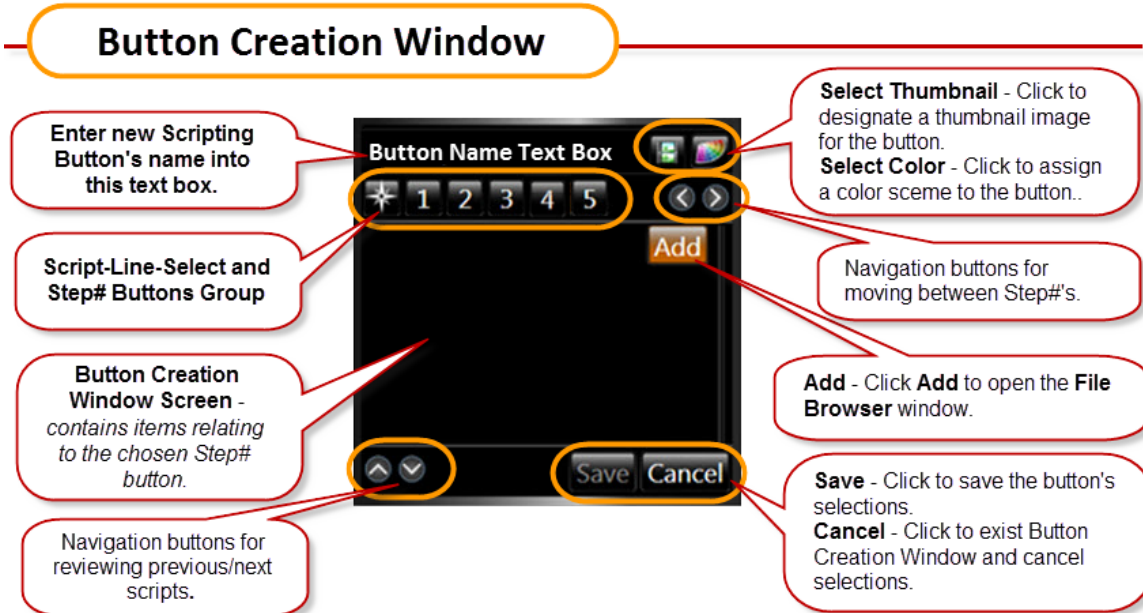 Button Creation Window
Enter new Scripting
Button's name into
this text box.
Script-Line-Select and
Step# Buttons Group
Button Creation
Window Screen -
contains items relating
to the chosen Step#
button.
Navigation buttons for
reviewing previous/next
scripts.
Button Name Text Box
1 2 3 4 5
Add
Save Cancel
Select Thumbnail - Click to
designate a thumbnail image
for the button.
Select Color - Click to assign
a color sceme to the button..
Navigation buttons for
moving between Step#'s.
Add - Click Add to open the File
Browser window.
Save - Click to save the button's
selections.
Cancel - Click to exist Button
Creation Window and cancel
selections.